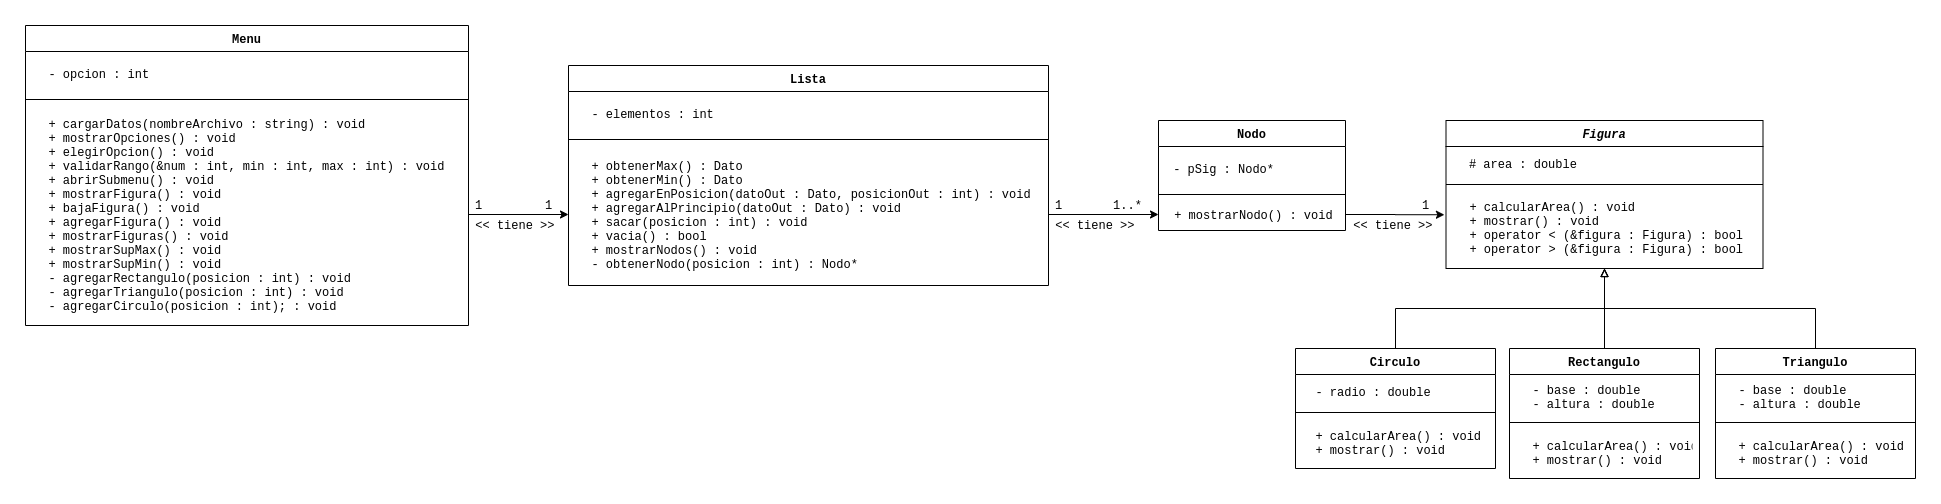 Menu
- opcion : int
+ cargarDatos(nombreArchivo : string) : void
+ mostrarOpciones() : void
+ elegirOpcion() : void
+ validarRango(&num : int, min : int, max : int) : void
+ abrirSubmenu() : void
+ mostrarFigura() : void
+ bajaFigura() : void
+ agregarFigura() : void
+ mostrarFiguras() : void
+ mostrarSupMax() : void
+ mostrarSupMin() : void
- agregarRectangulo(posicion : int) : void
- agregarTriangulo(posicion : int) : void
- agregarCirculo(posicion : int); : void
1 1
<< tiene >>
Lista
- elementos : int
+ obtenerMax() : Dato
+ obtenerMin() : Dato
+ agregarEnPosicion(datoOut : Dato, posicionOut : int) : void
+ agregarAlPrincipio(datoOut : Dato) : void
+ sacar(posicion : int) : void
+ vacia() : bool
+ mostrarNodos() : void
- obtenerNodo(posicion : int) : Nodo*
1 1..*
<< tiene >>
Nodo
- pSig : Nodo*
+ mostrarNodo() : void
1
<< tiene >>
Figura
# area : double
+ calcularArea() : void
+ mostrar() : void
+ operator < (&figura : Figura) : bool
+ operator > (&figura : Figura) : bool
Circulo
- radio : double
+ calcularArea() : void
+ mostrar() : void
Rectangulo
- base : double
- altura : double
+ calcularArea() : void
+ mostrar() : void
Triangulo
- base : double
- altura : double
+ calcularArea() : void
+ mostrar() : void